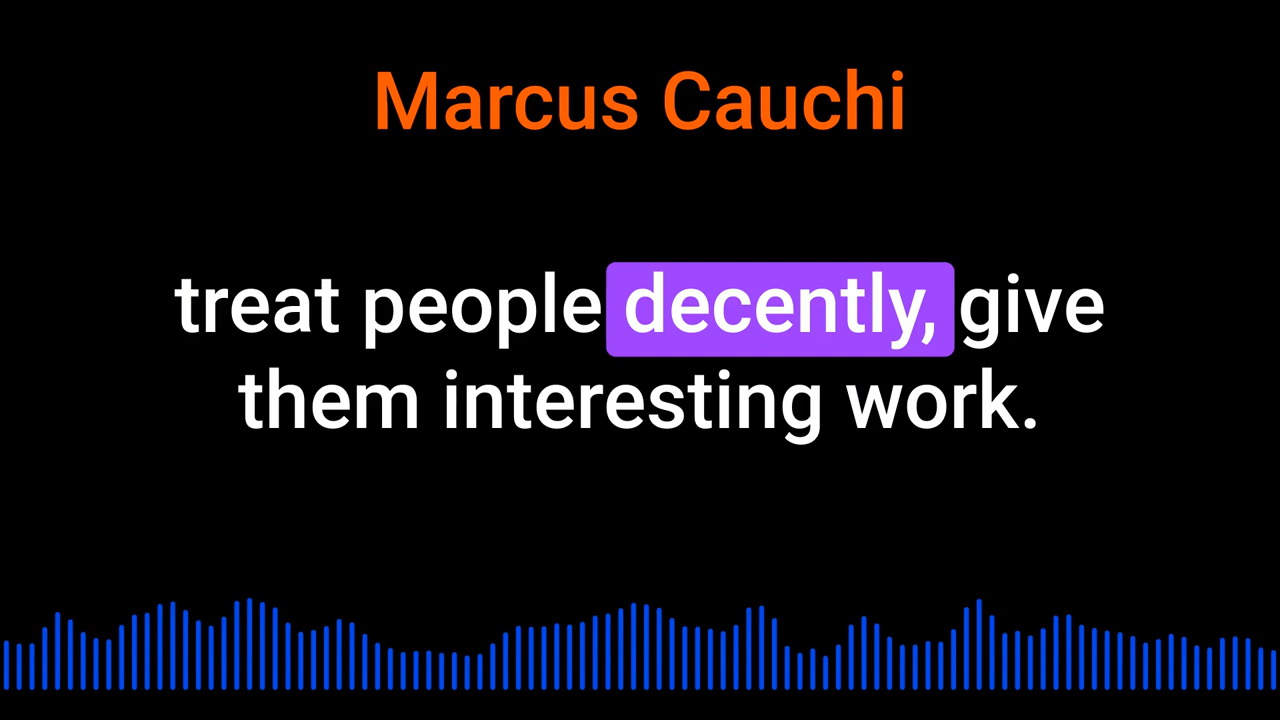 Marcus Cauchi
treat people decently, give
them interesting work.